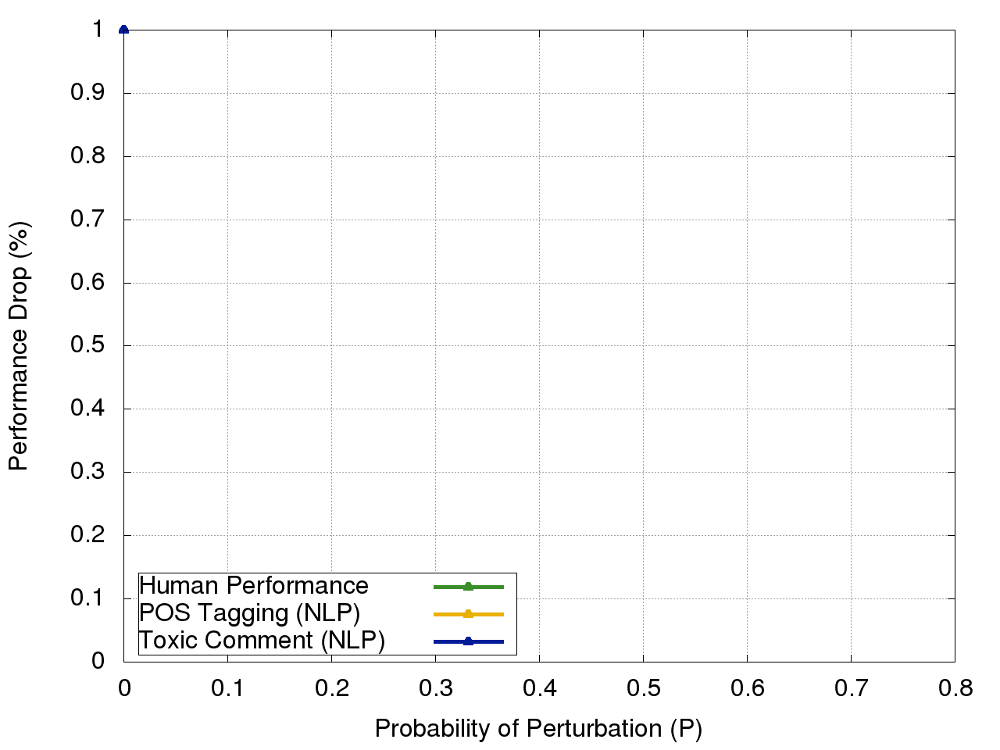 1
0.9
0.8
0.7
0.6
0.5
0.4
0.3
0.2
0.1
0
Performance Drop (%)
Human Performance
POS Tagging (NLP)
Toxic Comment (NLP)
0 0.1 0.2 0.3 0.4 0.5 0.6 0.7 0.8
Probability of Perturbation (P)